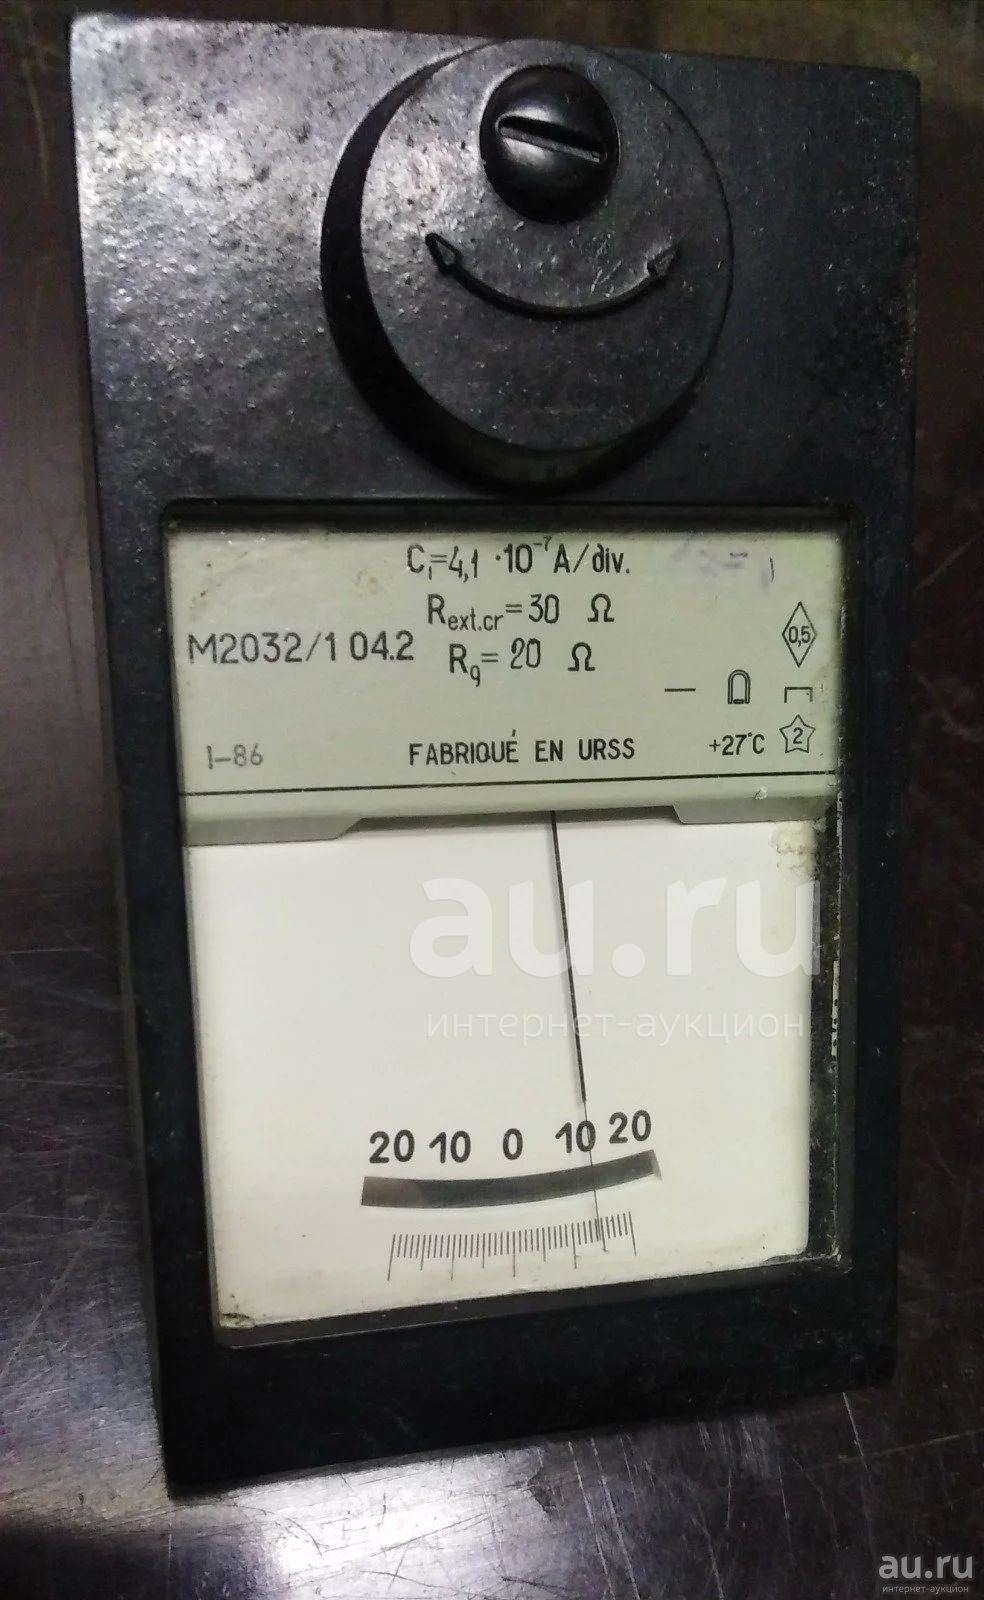 Cᵢ=4,1 ·10⁻⁷A/div.
Rext.cr=30 Ω
M2032/1 04.2
Rg= 20 Ω
0,5
1–86
FABRIQUÉ EN URSS
+27°C
2
au.ru
интернет-аукцион
20 10 0 10 20
au.ru
интернет-аукцион